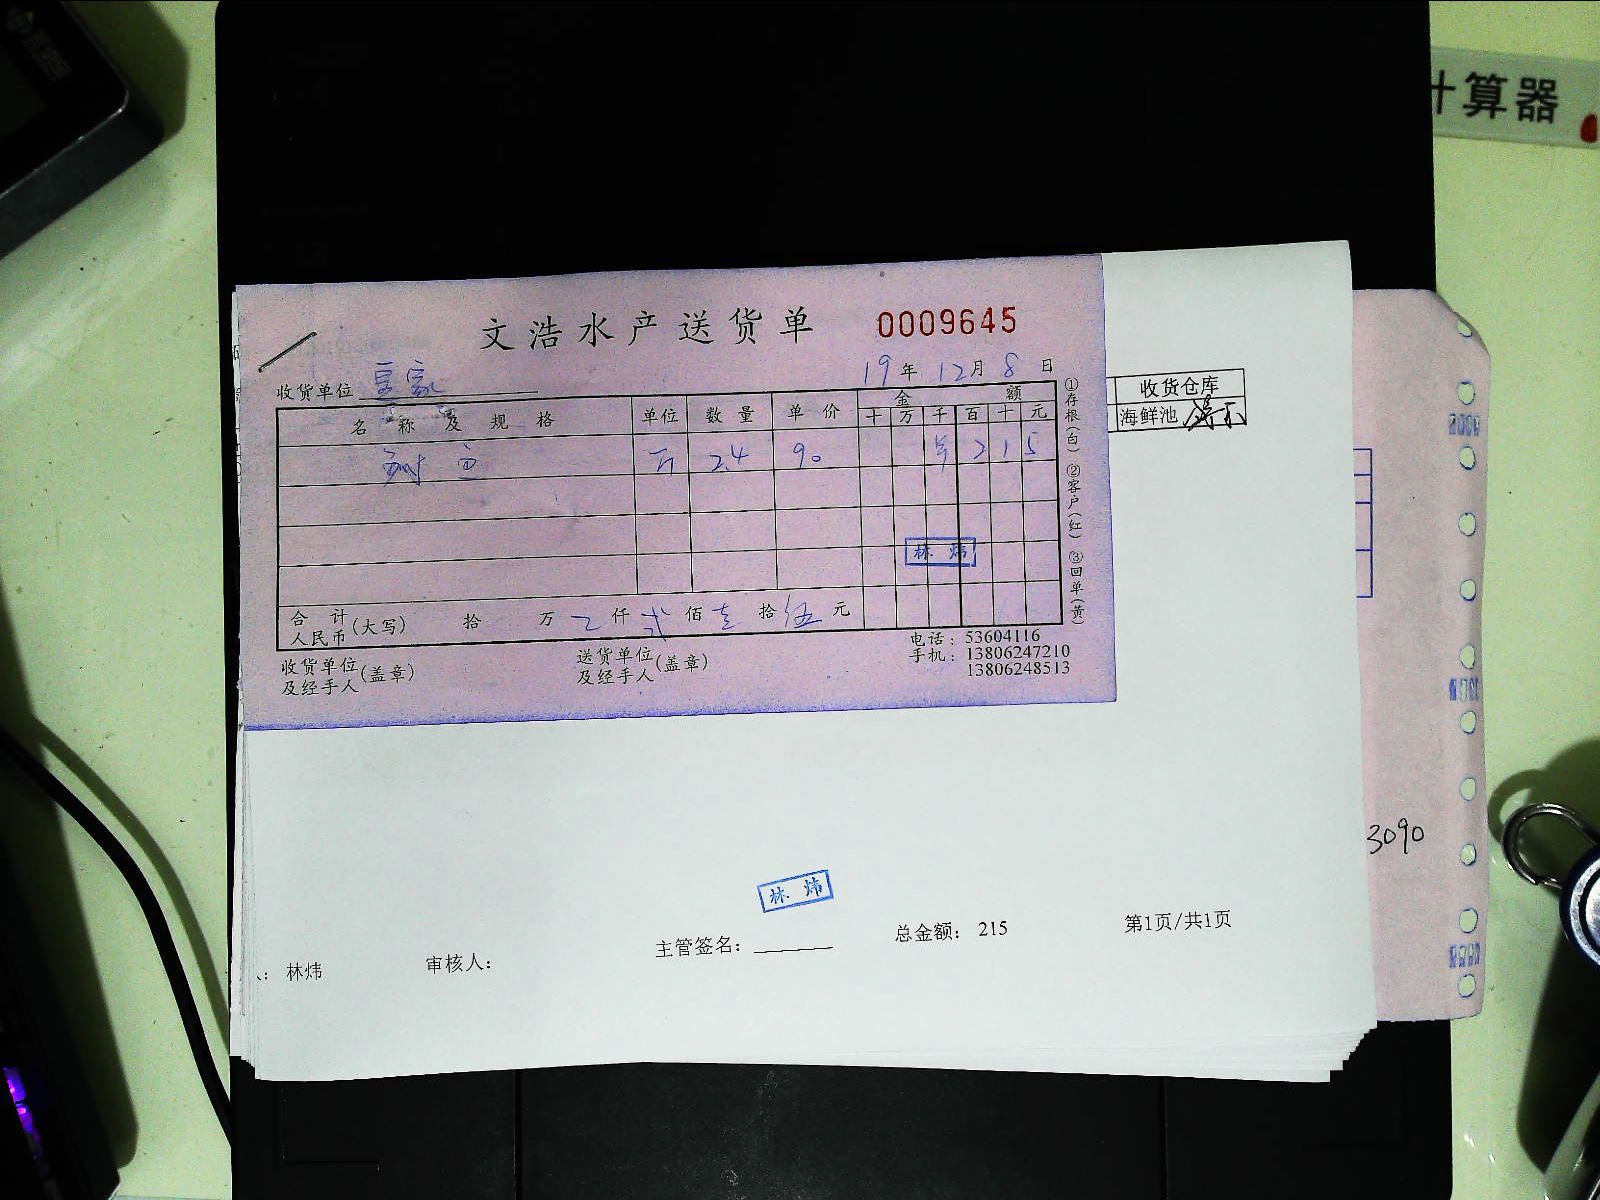 计算器
文浩水产送货单 0009645
19年12月8日
收货单位
名称及规格 单位 数量 单价 金额
十 万 千 百 十 元
斤 2.4 90 ¥ 2 1 5
林炜
合计
人民币(大写) 拾 万 仟 贰 佰 壹 拾 伍 元
收货单位
及经手人(盖章)
送货单位
及经手人(盖章)
电话:53604116
手机:13806247210
13806248513
①存根(白) ②客户(红) ③回单(黄)
收货仓库
海鲜池
3090
林炜
林炜 审核人: 主管签名: 总金额: 215 第1页/共1页